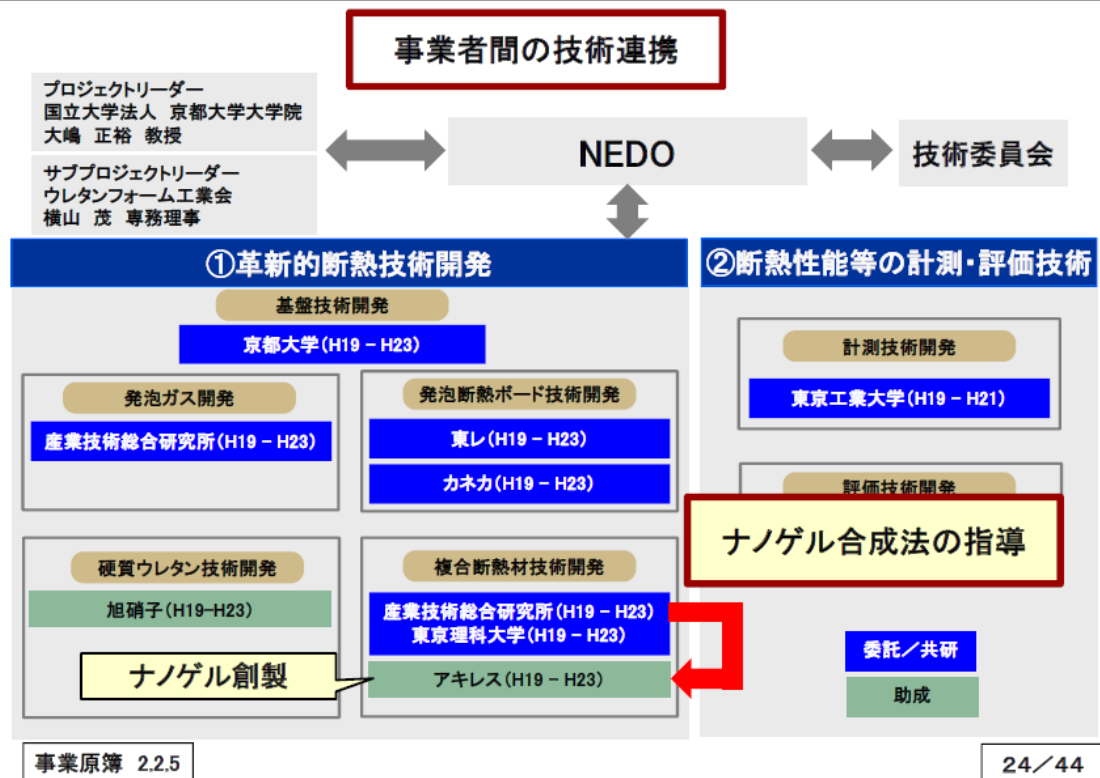 事業者間の技術連携
プロジェクトリーダー
国立大学法人 京都大学大学院
大嶋 正裕 教授
サブプロジェクトリーダー
ウレタンフォーム工業会
横山 茂 専務理事
NEDO
技術委員会
①革新的断熱技術開発
基盤技術開発
京都大学(H19-H23)
発泡ガス開発
産業技術総合研究所(H19-H23)
発泡断熱ボード技術開発
東レ(H19-H23)
カネカ(H19-H23)
硬質ウレタン技術開発
旭硝子(H19-H23)
複合断熱材技術開発
産業技術総合研究所(H19-H23)
東京理科大学(H19-H23)
アキレス(H19-H23)
ナノゲル創製
②断熱性能等の計測・評価技術
計測技術開発
東京工業大学(H19-H21)
評価技術開発
ナノゲル合成法の指導
委託/共研
助成
事業原簿 2.2.5
24/44